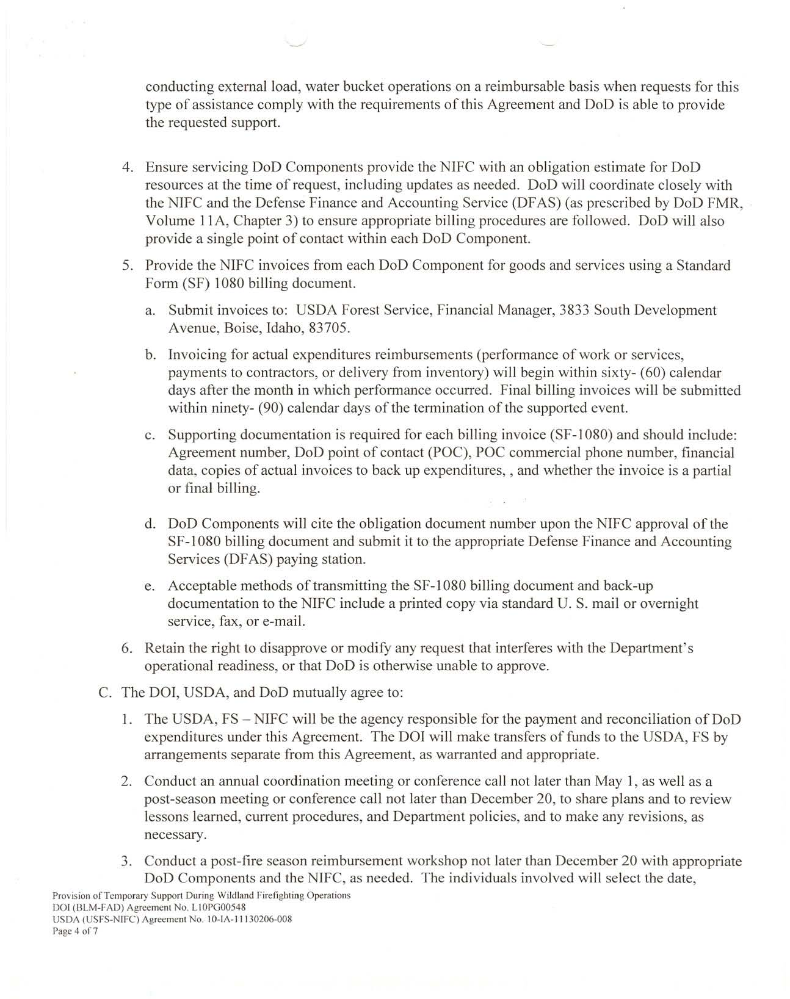 conducting external load, water bucket operations on a reimbursable basis when requests for this
type of assistance comply with the requirements of this Agreement and DoD is able to provide
the requested support.
4. Ensure servicing DoD Components provide the NIFC with an obligation estimate for DoD
resources at the time of request, including updates as needed. DoD will coordinate closely with
the NIFC and the Defense Finance and Accounting Service (DFAS) (as prescribed by DoD FMR,
Volume 11A, Chapter 3) to ensure appropriate billing procedures are followed. DoD will also
provide a single point of contact within each DoD Component.
5. Provide the NIFC invoices from each DoD Component for goods and services using a Standard
Form (SF) 1080 billing document.
a. Submit invoices to: USDA Forest Service, Financial Manager, 3833 South Development
Avenue, Boise, Idaho, 83705.
b. Invoicing for actual expenditures reimbursements (performance of work or services,
payments to contractors, or delivery from inventory) will begin within sixty- (60) calendar
days after the month in which performance occurred. Final billing invoices will be submitted
within ninety- (90) calendar days of the termination of the supported event.
c. Supporting documentation is required for each billing invoice (SF-1080) and should include:
Agreement number, DoD point of contact (POC), POC commercial phone number, financial
data, copies of actual invoices to back up expenditures, , and whether the invoice is a partial
or final billing.
d. DoD Components will cite the obligation document number upon the NIFC approval of the
SF-1080 billing document and submit it to the appropriate Defense Finance and Accounting
Services (DFAS) paying station.
e. Acceptable methods of transmitting the SF-1080 billing document and back-up
documentation to the NIFC include a printed copy via standard U. S. mail or overnight
service, fax, or e-mail.
6. Retain the right to disapprove or modify any request that interferes with the Department's
operational readiness, or that DoD is otherwise unable to approve.
C. The DOI, USDA, and DoD mutually agree to:
1. The USDA, FS – NIFC will be the agency responsible for the payment and reconciliation of DoD
expenditures under this Agreement. The DOI will make transfers of funds to the USDA, FS by
arrangements separate from this Agreement, as warranted and appropriate.
2. Conduct an annual coordination meeting or conference call not later than May 1, as well as a
post-season meeting or conference call not later than December 20, to share plans and to review
lessons learned, current procedures, and Department policies, and to make any revisions, as
necessary.
3. Conduct a post-fire season reimbursement workshop not later than December 20 with appropriate
DoD Components and the NIFC, as needed. The individuals involved will select the date,
Provision of Temporary Support During Wildland Firefighting Operations
DOI (BLM-FAD) Agreement No. L10PG00548
USDA (USFS-NIFC) Agreement No. 10-IA-11130206-008
Page 4 of 7